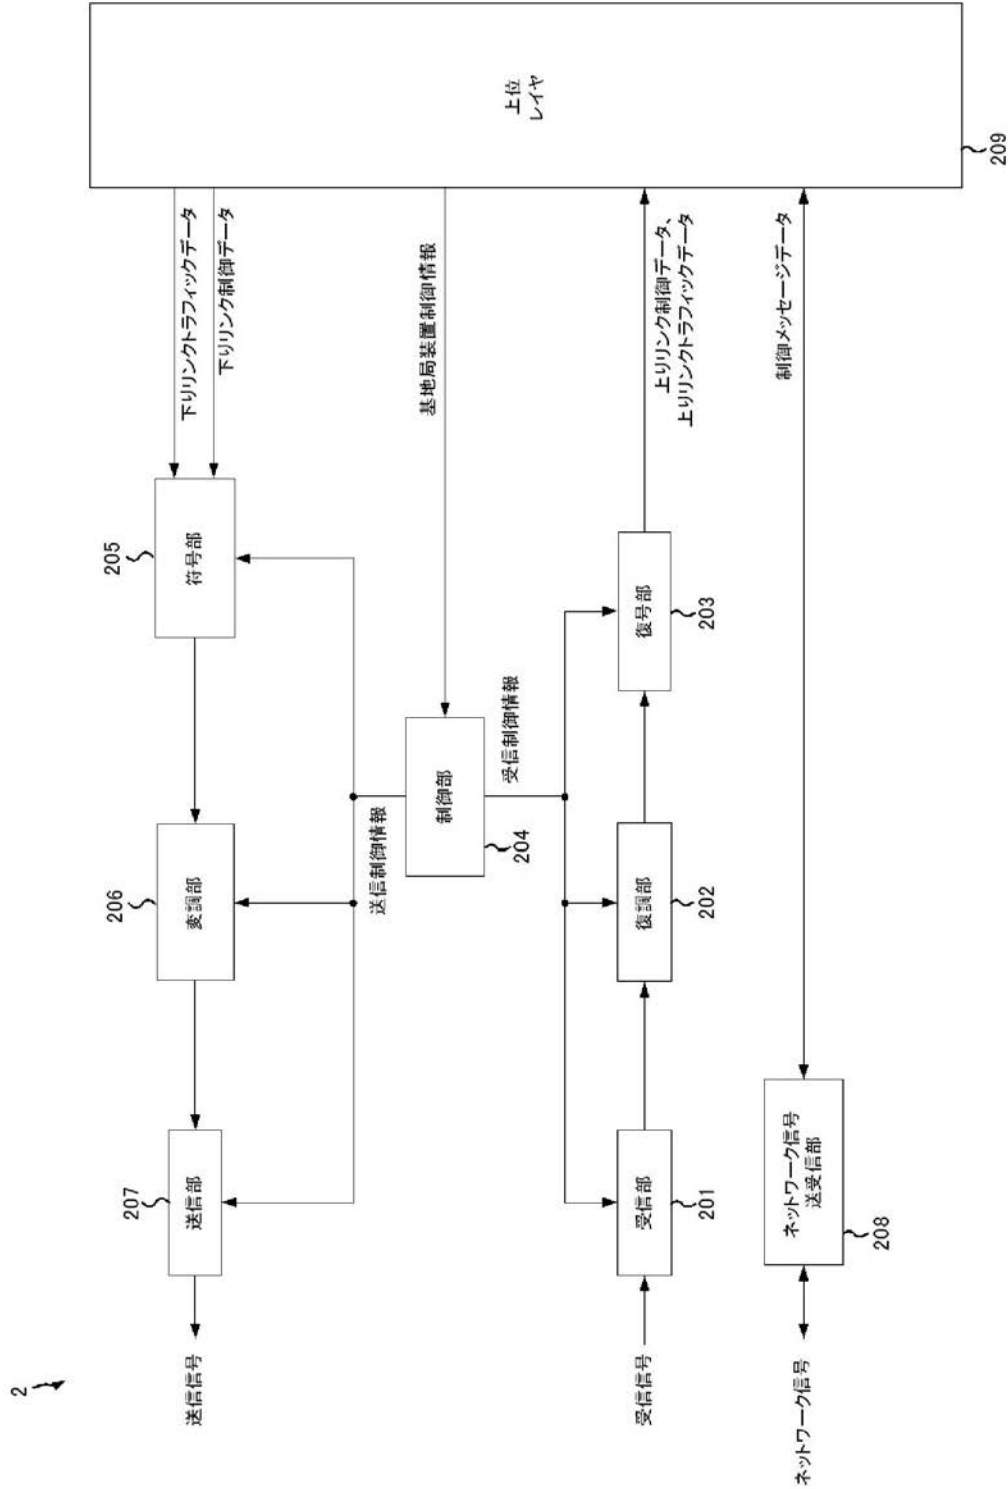 2
送信信号
207
送信部
206
変調部
205
符号部
下りリンクトラフィックデータ
下りリンク制御データ
送信制御情報
制御部
204
基地局装置制御情報
受信制御情報
受信信号
受信部
201
復調部
202
復号部
203
上りリンク制御データ、
上りリンクトラフィックデータ
ネットワーク信号
ネットワーク信号
送受信部
208
制御メッセージデータ
上位
レイヤ
209